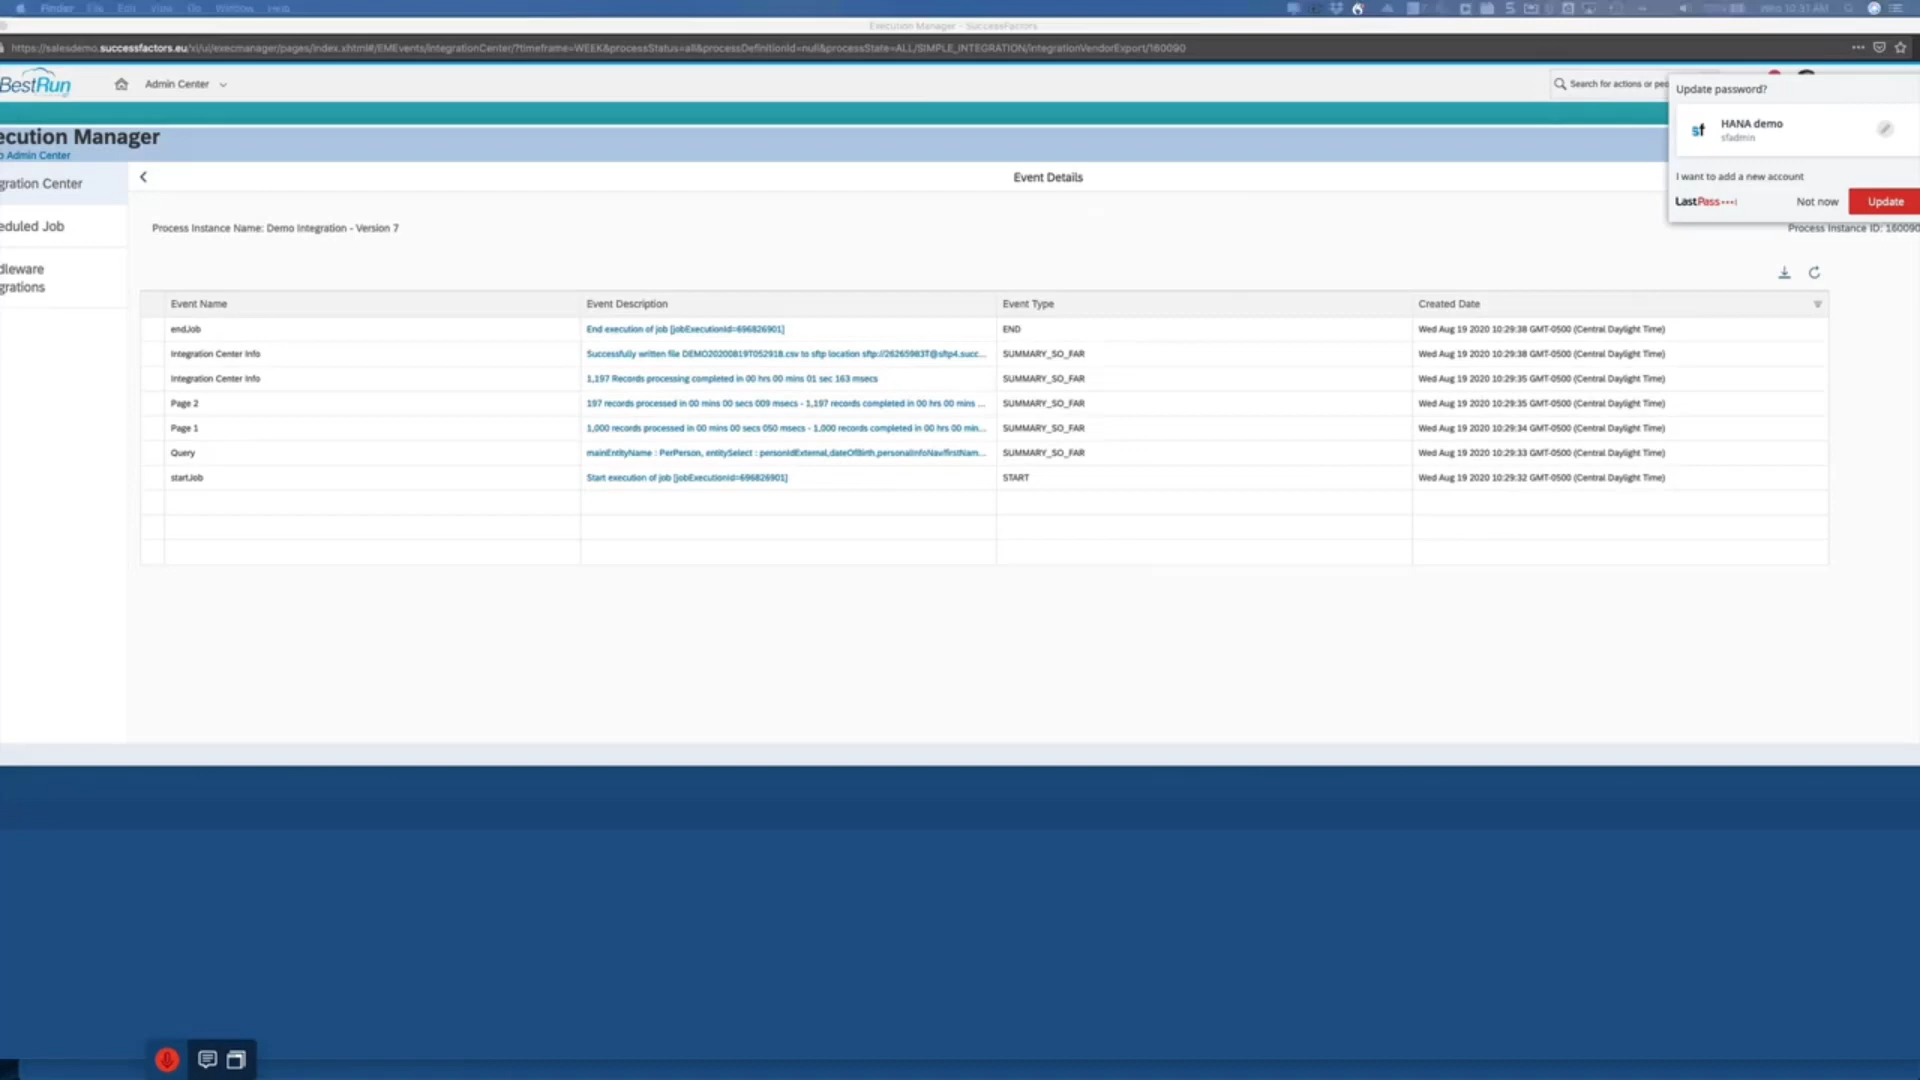 Finder File Edit View Go Window Help
Wed 10:31 AM
Execution Manager - SuccessFactors
https://salesdemo.successfactors.eu/xi/ui/execmanager/pages/index.xhtml#/EMEvents/IntegrationCenter/?timeframe=WEEK&processStatus=all&processDefinitionId=null&processState=ALL/SIMPLE_INTEGRATION/integrationVendorExport/160090
BestRun
Admin Center
Search for actions or peo
Update password?
HANA demo
sfadmin
I want to add a new account
LastPass
Not now
Update
ecution Manager
o Admin Center
gration Center
eduled Job
dleware
grations
Event Details
Process Instance Name: Demo Integration - Version 7
Process Instance ID: 160090
Event Name Event Description Event Type Created Date
endJob End execution of job [jobExecutionId=696826901] END Wed Aug 19 2020 10:29:38 GMT-0500 (Central Daylight Time)
Integration Center Info Successfully written file DEMO20200819T052918.csv to sftp location sftp://26265983T@sftp4.succ... SUMMARY_SO_FAR Wed Aug 19 2020 10:29:38 GMT-0500 (Central Daylight Time)
Integration Center Info 1,197 Records processing completed in 00 hrs 00 mins 01 sec 163 msecs SUMMARY_SO_FAR Wed Aug 19 2020 10:29:35 GMT-0500 (Central Daylight Time)
Page 2 197 records processed in 00 mins 00 secs 009 msecs - 1,197 records completed in 00 hrs 00 mins ... SUMMARY_SO_FAR Wed Aug 19 2020 10:29:35 GMT-0500 (Central Daylight Time)
Page 1 1,000 records processed in 00 mins 00 secs 050 msecs - 1,000 records completed in 00 hrs 00 min... SUMMARY_SO_FAR Wed Aug 19 2020 10:29:34 GMT-0500 (Central Daylight Time)
Query mainEntityName : PerPerson, entitySelect : personIdExternal,dateOfBirth,personalInfoNav/firstNam... SUMMARY_SO_FAR Wed Aug 19 2020 10:29:33 GMT-0500 (Central Daylight Time)
startJob Start execution of job [jobExecutionId=696826901] START Wed Aug 19 2020 10:29:32 GMT-0500 (Central Daylight Time)